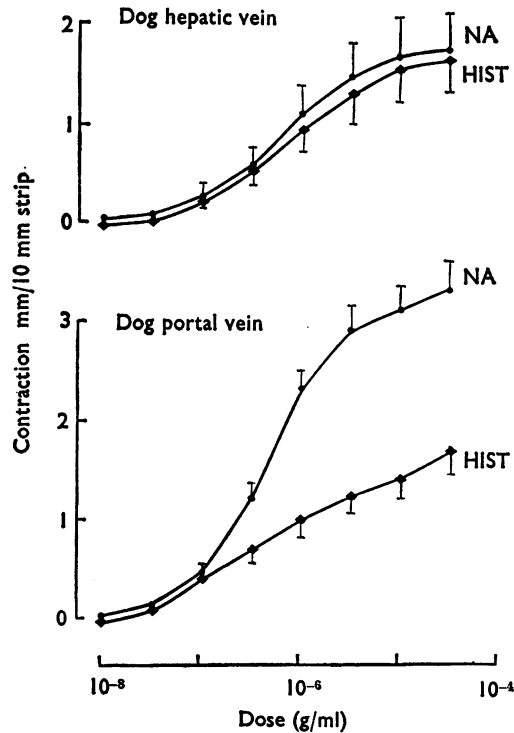 Dog hepatic vein
2
1
0
NA
HIST
Contraction mm/10 mm strip.
Dog portal vein
3
2
1
0
NA
HIST
10⁻⁸
10⁻⁶
10⁻⁴
Dose (g/ml)